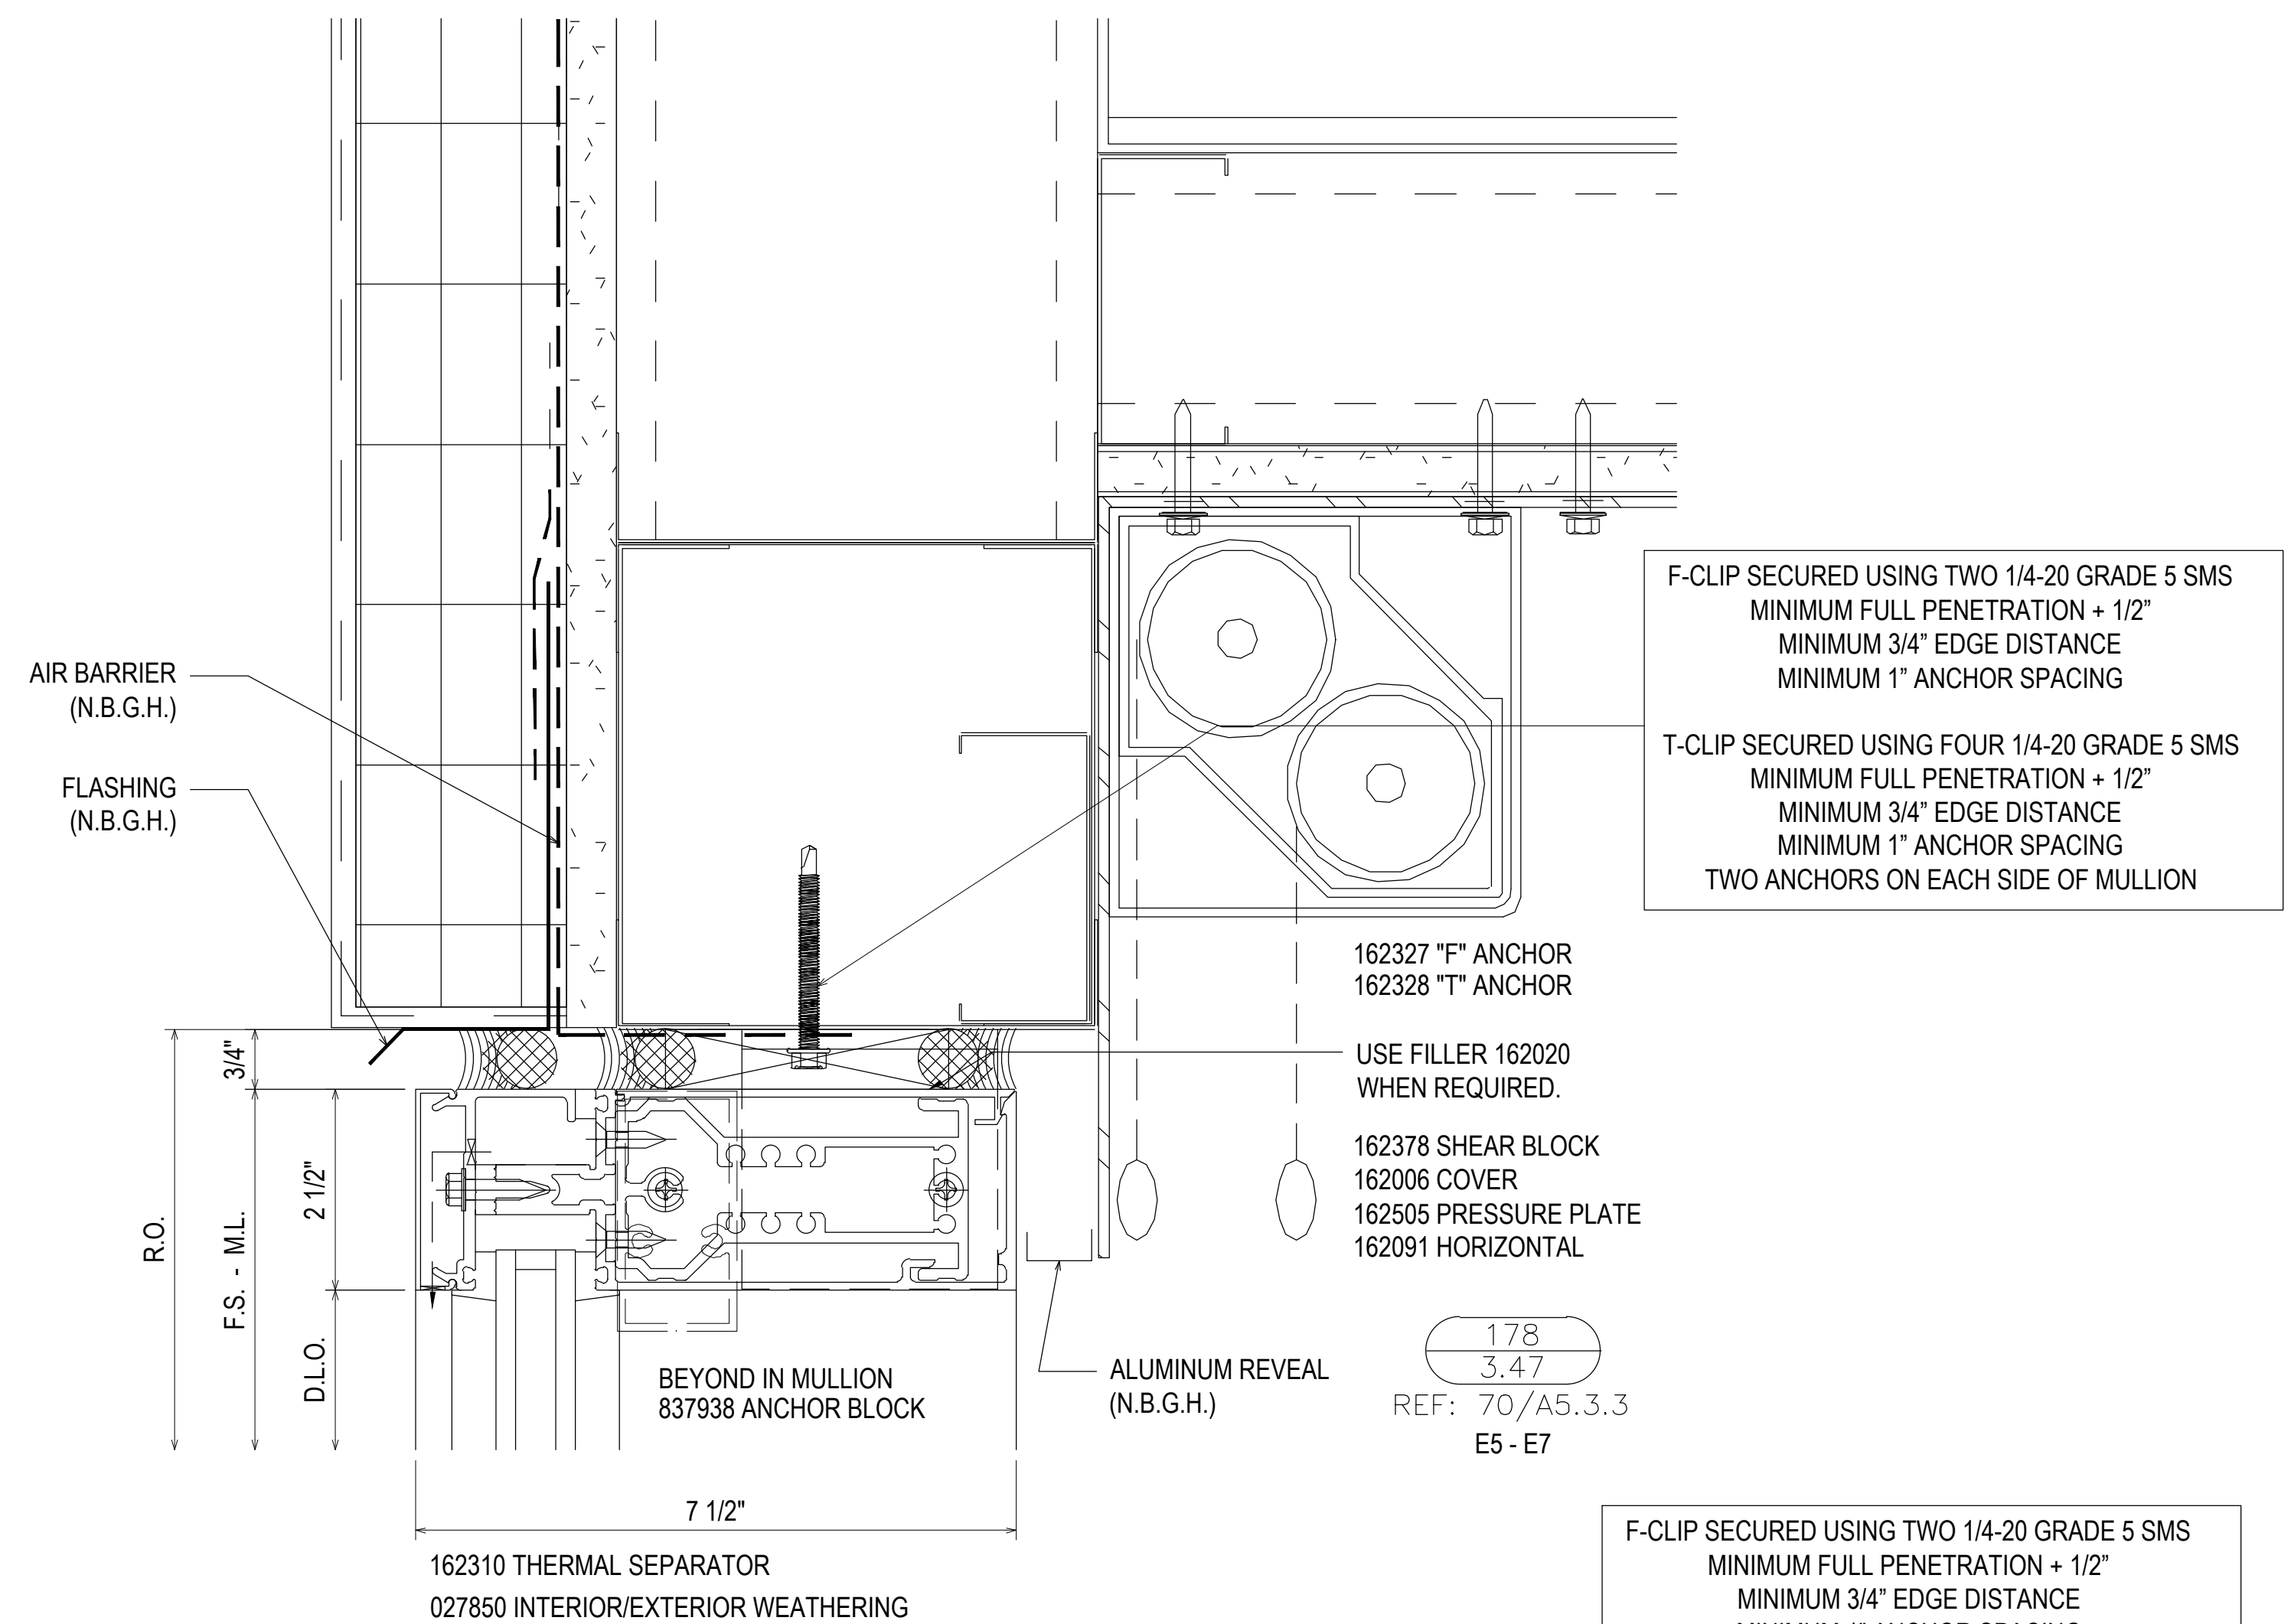 F-CLIP SECURED USING TWO 1/4-20 GRADE 5 SMS
MINIMUM FULL PENETRATION + 1/2”
MINIMUM 3/4” EDGE DISTANCE
MINIMUM 1” ANCHOR SPACING
T-CLIP SECURED USING FOUR 1/4-20 GRADE 5 SMS
MINIMUM FULL PENETRATION + 1/2”
MINIMUM 3/4” EDGE DISTANCE
MINIMUM 1” ANCHOR SPACING
TWO ANCHORS ON EACH SIDE OF MULLION
AIR BARRIER
(N.B.G.H.)
FLASHING
(N.B.G.H.)
162327 "F" ANCHOR
162328 "T" ANCHOR
USE FILLER 162020
WHEN REQUIRED.
162378 SHEAR BLOCK
162006 COVER
162505 PRESSURE PLATE
162091 HORIZONTAL
3/4"
2 1/2"
R.O.
F.S. - M.L.
D.L.O.
BEYOND IN MULLION
837938 ANCHOR BLOCK
ALUMINUM REVEAL
(N.B.G.H.)
178
3.47
REF: 70/A5.3.3
E5 - E7
7 1/2"
162310 THERMAL SEPARATOR
027850 INTERIOR/EXTERIOR WEATHERING
F-CLIP SECURED USING TWO 1/4-20 GRADE 5 SMS
MINIMUM FULL PENETRATION + 1/2”
MINIMUM 3/4” EDGE DISTANCE
MINIMUM 1” ANCHOR SPACING